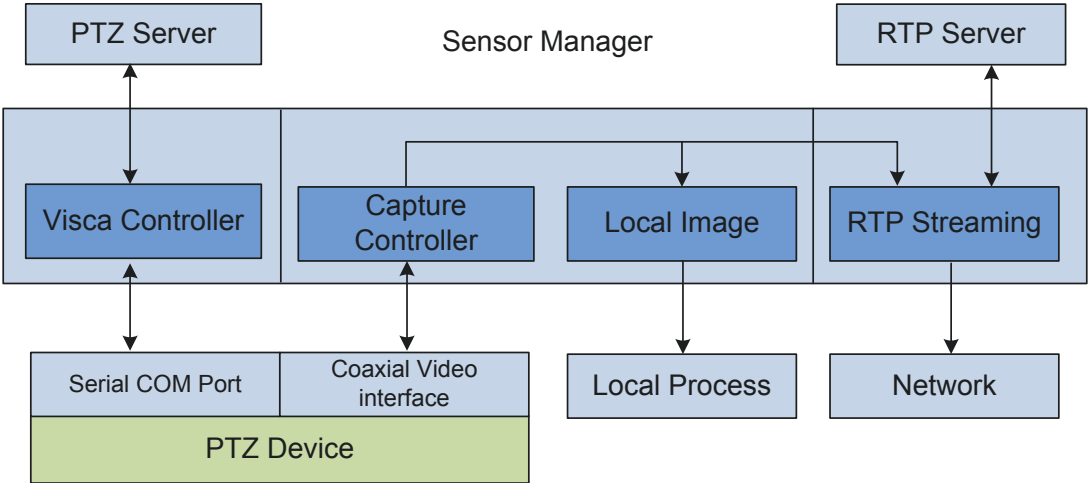 PTZ Server
Sensor Manager
RTP Server
Visca Controller
Capture
Controller
Local Image
RTP Streaming
Serial COM Port
Coaxial Video
interface
Local Process
Network
PTZ Device